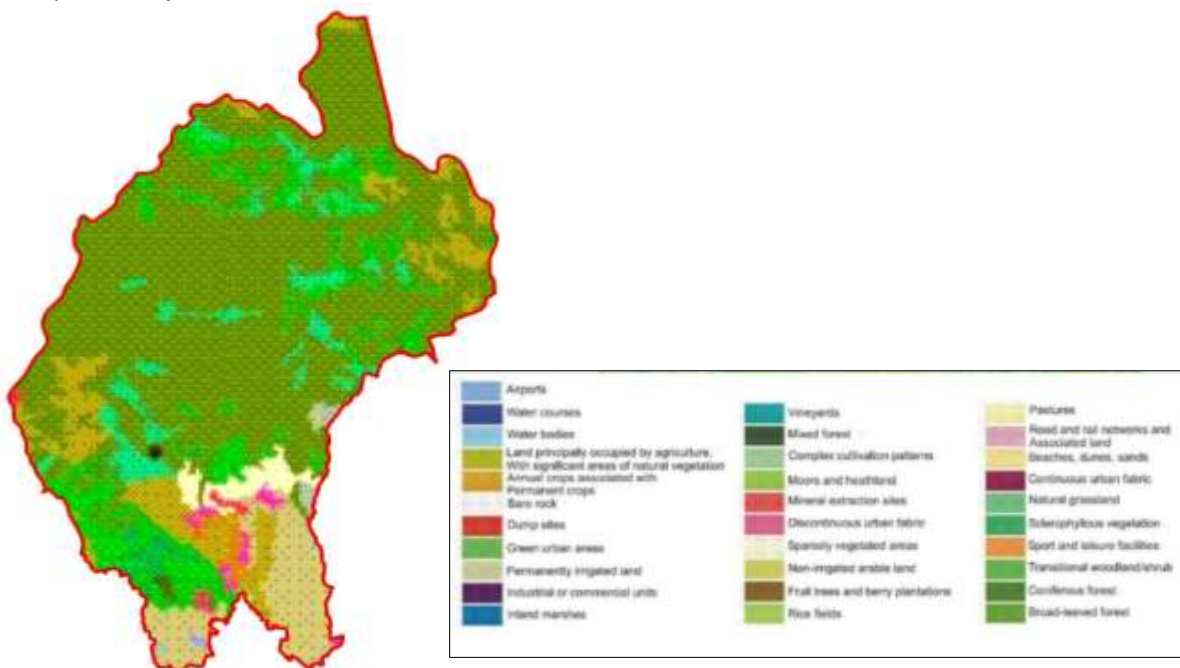 Airports
Water courses
Water bodies
Land principally occupied by agriculture,
With significant areas of natural vegetation
Annual crops associated with
Permanent crops
Bare rock
Dump sites
Green urban areas
Permanently irrigated land
Industrial or commercial units
Inland marshes
Vineyards
Mixed forest
Complex cultivation patterns
Moors and heathland
Mineral extraction sites
Discontinuous urban fabric
Sparsely vegetated areas
Non-irrigated arable land
Fruit trees and berry plantations
Rice fields
Pastures
Road and rail networks and
Associated land
Beaches, dunes, sands
Continuous urban fabric
Natural grassland
Sclerophyllous vegetation
Sport and leisure facilities
Transitional woodland/shrub
Coniferous forest
Broad-leaved forest